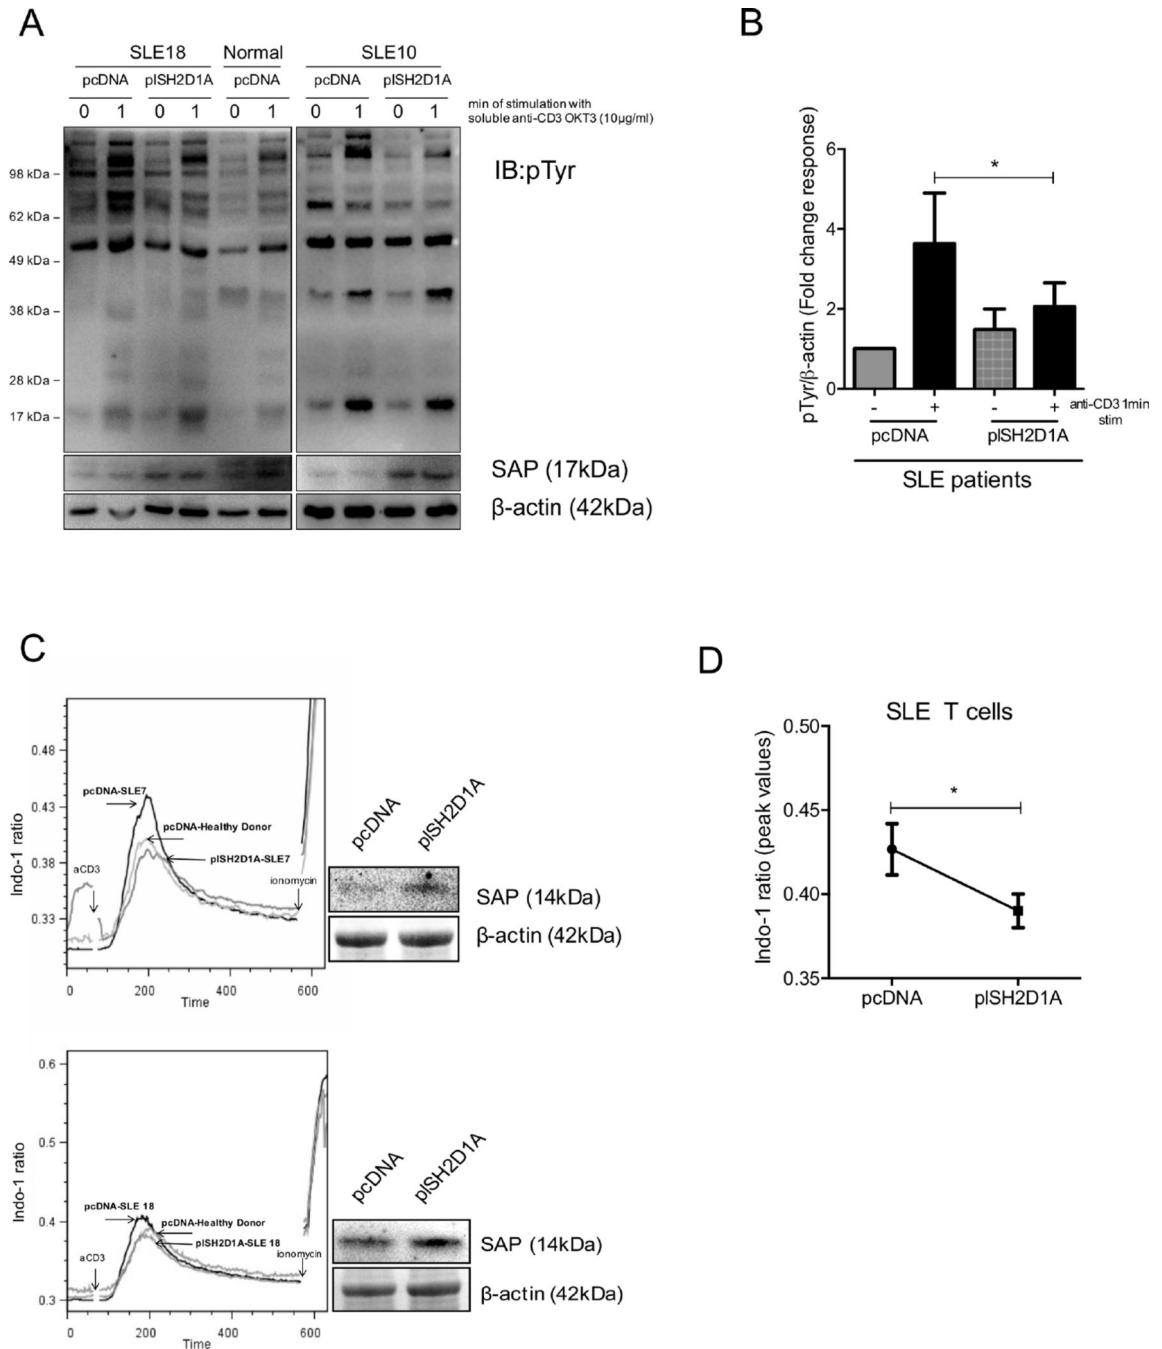 A
SLE18 Normal SLE10
pcDNA pISH2D1A pcDNA pcDNA pISH2D1A
0 1 0 1 0 1 0 1 0 1
min of stimulation with
soluble anti-CD3 OKT3 (10µg/ml)
IB:pTyr
98 kDa
62 kDa
49 kDa
38 kDa
28 kDa
17 kDa
SAP (17kDa)
β-actin (42kDa)
B
pTyr/β-actin (Fold change response)
6
4
2
0
*
- + - + anti-CD3 1min
stim
pcDNA pISH2D1A
SLE patients
C
Indo-1 ratio
0.48
0.43
0.38
0.33
pcDNA-SLE7
pcDNA-Healthy Donor
pISH2D1A-SLE7
aCD3
ionomycin
0 200 400 600
Time
pcDNA pISH2D1A
SAP (14kDa)
β-actin (42kDa)
Indo-1 ratio
0.6
0.5
0.4
0.3
pcDNA-SLE 18
pcDNA-Healthy Donor
pISH2D1A-SLE 18
aCD3
ionomycin
0 200 400 600
Time
pcDNA pISH2D1A
SAP (14kDa)
β-actin (42kDa)
D
SLE T cells
Indo-1 ratio (peak values)
0.50
0.45
0.40
0.35
*
pcDNA pISH2D1A